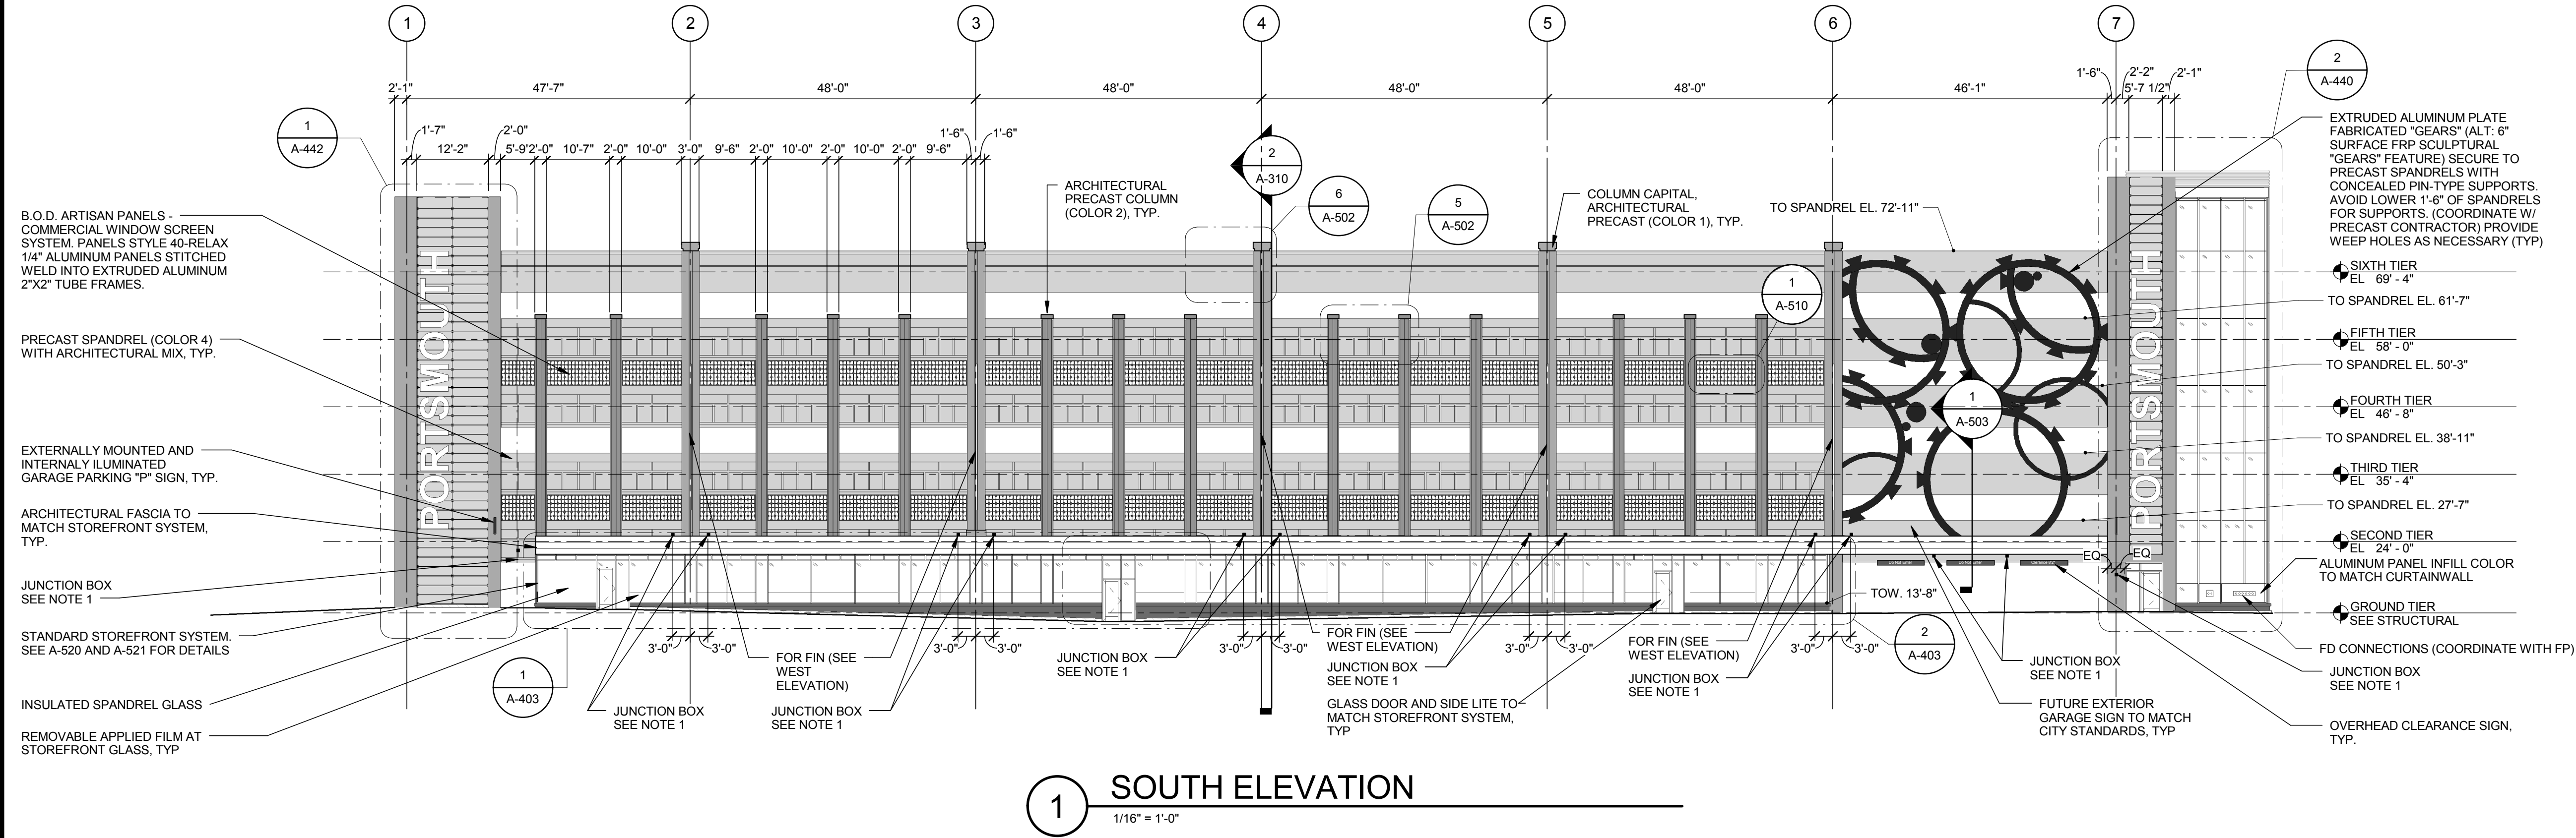 1
2
3
4
5
6
7
2'-1"
47'-7"
48'-0"
48'-0"
48'-0"
48'-0"
46'-1"
1'-6"
2'-2"
5'-7 1/2"
2'-1"
1
A-442
2
A-440
1'-7"
12'-2"
2'-0"
5'-9"
2'-0"
10'-7"
2'-0"
10'-0"
3'-0"
9'-6"
2'-0"
10'-0"
2'-0"
10'-0"
2'-0"
9'-6"
1'-6"
1'-6"
2
A-310
6
A-502
5
A-502
1
A-510
1
A-503
ARCHITECTURAL
PRECAST COLUMN
(COLOR 2), TYP.
COLUMN CAPITAL,
ARCHITECTURAL
PRECAST (COLOR 1), TYP.
TO SPANDREL EL. 72'-11"
B.O.D. ARTISAN PANELS -
COMMERCIAL WINDOW SCREEN
SYSTEM. PANELS STYLE 40-RELAX
1/4" ALUMINUM PANELS STITCHED
WELD INTO EXTRUDED ALUMINUM
2"X2" TUBE FRAMES.
PRECAST SPANDREL (COLOR 4)
WITH ARCHITECTURAL MIX, TYP.
EXTERNALLY MOUNTED AND
INTERNALY ILUMINATED
GARAGE PARKING "P" SIGN, TYP.
ARCHITECTURAL FASCIA TO
MATCH STOREFRONT SYSTEM,
TYP.
JUNCTION BOX
SEE NOTE 1
STANDARD STOREFRONT SYSTEM.
SEE A-520 AND A-521 FOR DETAILS
INSULATED SPANDREL GLASS
REMOVABLE APPLIED FILM AT
STOREFRONT GLASS, TYP
PORTSMOUTH
PORTSMOUTH
EXTRUDED ALUMINUM PLATE
FABRICATED "GEARS" (ALT: 6"
SURFACE FRP SCULPTURAL
"GEARS" FEATURE) SECURE TO
PRECAST SPANDRELS WITH
CONCEALED PIN-TYPE SUPPORTS.
AVOID LOWER 1'-6" OF SPANDRELS
FOR SUPPORTS. (COORDINATE W/
PRECAST CONTRACTOR) PROVIDE
WEEP HOLES AS NECESSARY (TYP)
SIXTH TIER
EL 69' - 4"
TO SPANDREL EL. 61'-7"
FIFTH TIER
EL 58' - 0"
TO SPANDREL EL. 50'-3"
FOURTH TIER
EL 46' - 8"
TO SPANDREL EL. 38'-11"
THIRD TIER
EL 35' - 4"
TO SPANDREL EL. 27'-7"
SECOND TIER
EL 24' - 0"
EQ
EQ
ALUMINUM PANEL INFILL COLOR
TO MATCH CURTAINWALL
Do Not Enter
Do Not Enter
TOW. 13'-8"
GROUND TIER
SEE STRUCTURAL
FD CONNECTIONS (COORDINATE WITH FP)
JUNCTION BOX
SEE NOTE 1
OVERHEAD CLEARANCE SIGN,
TYP.
3'-0"
3'-0"
3'-0"
3'-0"
3'-0"
3'-0"
3'-0"
3'-0"
3'-0"
3'-0"
1
A-403
2
A-403
JUNCTION BOX
SEE NOTE 1
FOR FIN (SEE
WEST
ELEVATION)
JUNCTION BOX
SEE NOTE 1
JUNCTION BOX
SEE NOTE 1
FOR FIN (SEE
WEST ELEVATION)
JUNCTION BOX
SEE NOTE 1
GLASS DOOR AND SIDE LITE TO
MATCH STOREFRONT SYSTEM,
TYP
FOR FIN (SEE
WEST ELEVATION)
JUNCTION BOX
SEE NOTE 1
JUNCTION BOX
SEE NOTE 1
FUTURE EXTERIOR
GARAGE SIGN TO MATCH
CITY STANDARDS, TYP
1
SOUTH ELEVATION
1/16" = 1'-0"